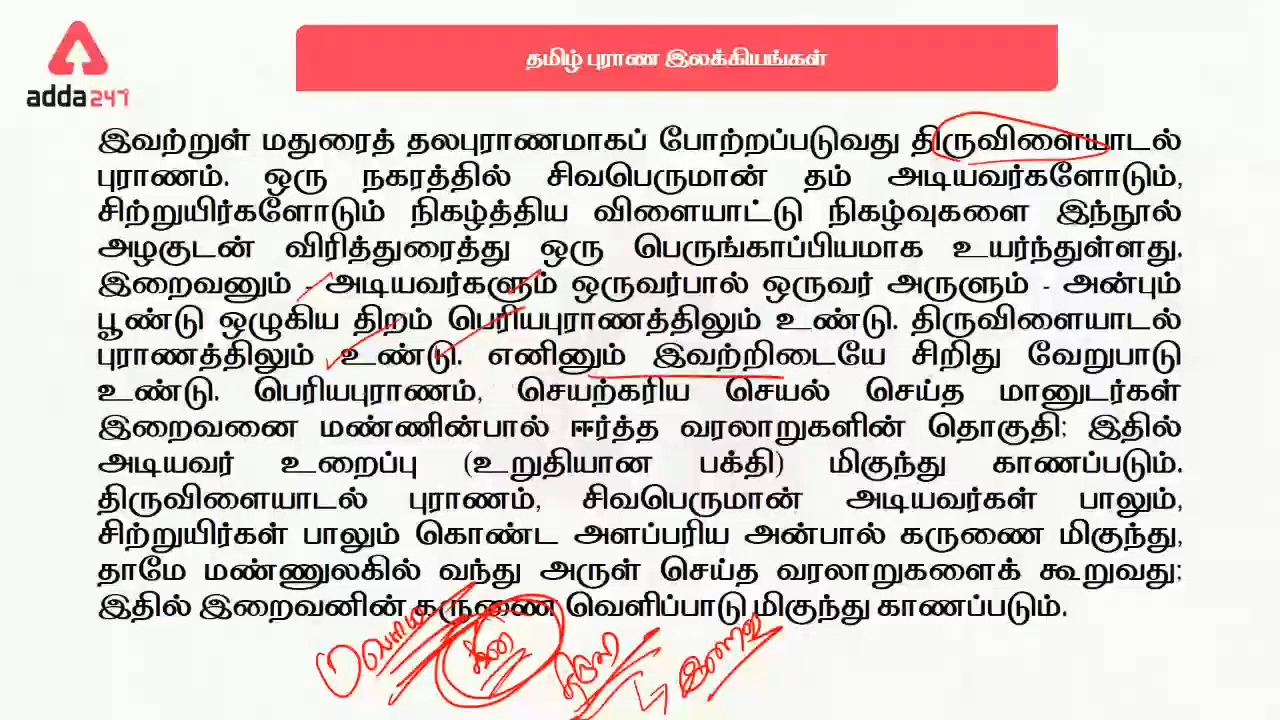 adda247
தமிழ் புராண இலக்கியங்கள்
இவற்றுள் மதுரைத் தலபுராணமாகப் போற்றப்படுவது திருவிளையாடல்
புராணம். ஒரு நகரத்தில் சிவபெருமான் தம் அடியவர்களோடும்,
சிற்றுயிர்களோடும் நிகழ்த்திய விளையாட்டு நிகழ்வுகளை இந்நூல்
அழகுடன் விரித்துரைத்து ஒரு பெருங்காப்பியமாக உயர்ந்துள்ளது.
இறைவனும் - அடியவர்களும் ஒருவர்பால் ஒருவர் அருளும் - அன்பும்
பூண்டு ஒழுகிய திறம் பெரியபுராணத்திலும் உண்டு. திருவிளையாடல்
புராணத்திலும் உண்டு. எனினும் இவற்றிடையே சிறிது வேறுபாடு
உண்டு. பெரியபுராணம், செயற்கரிய செயல் செய்த மானுடர்கள்
இறைவனை மண்ணின்பால் ஈர்த்த வரலாறுகளின் தொகுதி; இதில்
அடியவர் உறைப்பு (உறுதியான பக்தி) மிகுந்து காணப்படும்.
திருவிளையாடல் புராணம், சிவபெருமான் அடியவர்கள் பாலும்,
சிற்றுயிர்கள் பாலும் கொண்ட அளப்பரிய அன்பால் கருணை மிகுந்து,
தாமே மண்ணுலகில் வந்து அருள் செய்த வரலாறுகளைக் கூறுவது;
இதில் இறைவனின் கருணை வெளிப்பாடு மிகுந்து காணப்படும்.